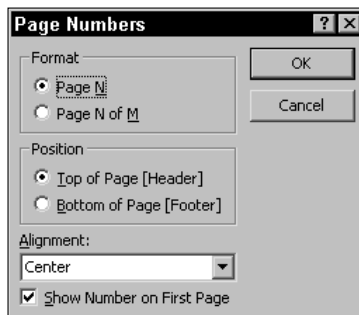 Page Numbers
Format
Page N
Page N of M
OK
Cancel
Position
Top of Page [Header]
Bottom of Page [Footer]
Alignment:
Center
Show Number on First Page